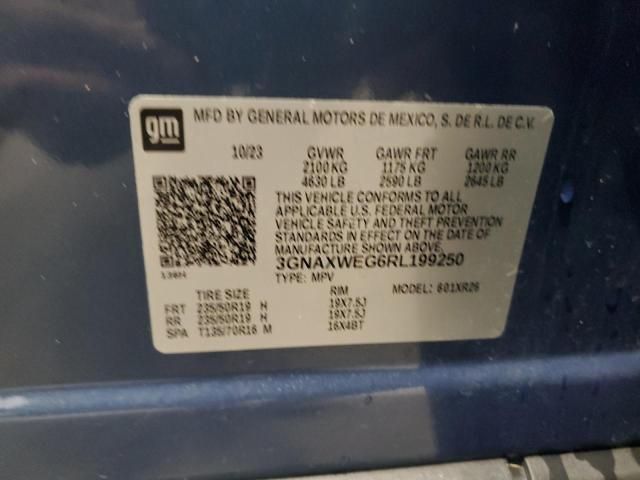 gm
MFD BY GENERAL MOTORS DE MEXICO, S. DE R.L. DE C.V.
10/23 GVWR GAWR FRT GAWR RR
2100 KG 1175 KG 1200 KG
4630 LB 2590 LB 2645 LB
THIS VEHICLE CONFORMS TO ALL
APPLICABLE U.S. FEDERAL MOTOR
VEHICLE SAFETY AND THEFT PREVENTION
STANDARDS IN EFFECT ON THE DATE OF
MANUFACTURE SHOWN ABOVE.
3GNAXWEG6RL199250
TYPE: MPV MODEL: 601XR26
TIRE SIZE RIM
FRT 235/50R19 H 19X7.5J
RR 235/50R19 H 19X7.5J
SPA T135/70R16 M 16X4BT